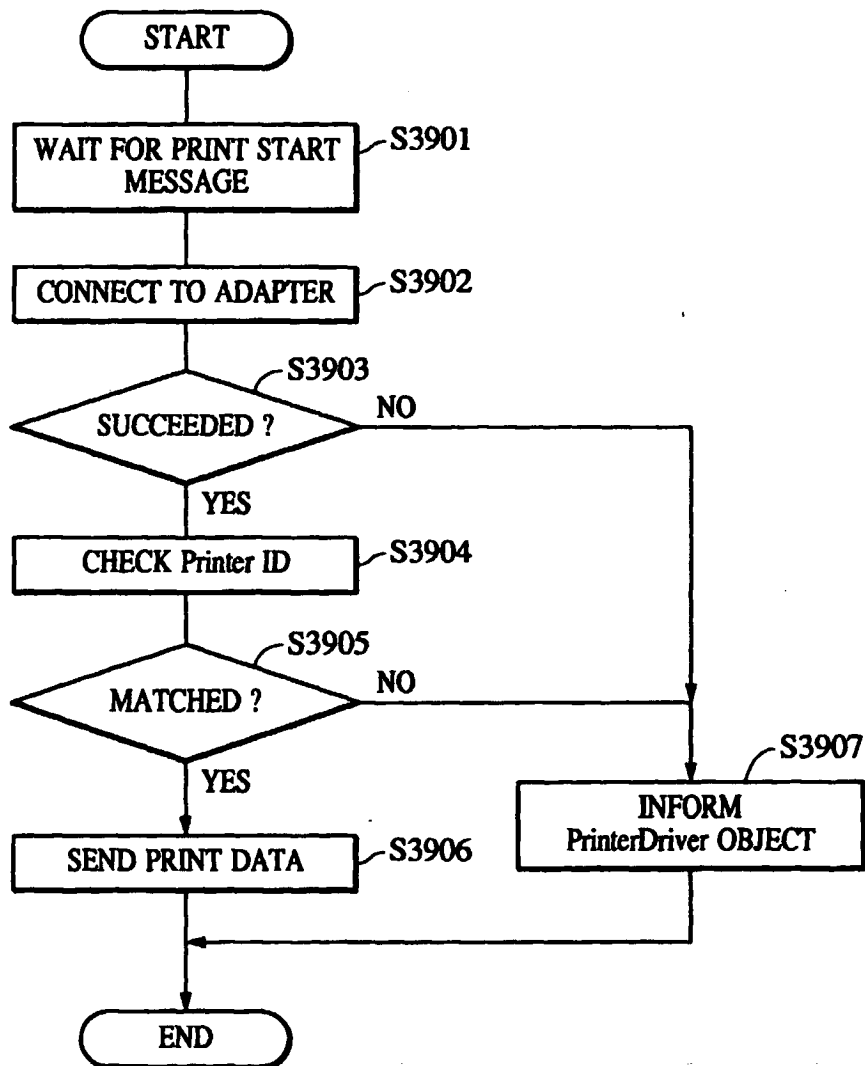 START
WAIT FOR PRINT START
MESSAGE
S3901
CONNECT TO ADAPTER
S3902
S3903
SUCCEEDED ?
NO
YES
CHECK Printer ID
S3904
S3905
MATCHED ?
NO
YES
S3907
INFORM
PrinterDriver OBJECT
SEND PRINT DATA
S3906
END